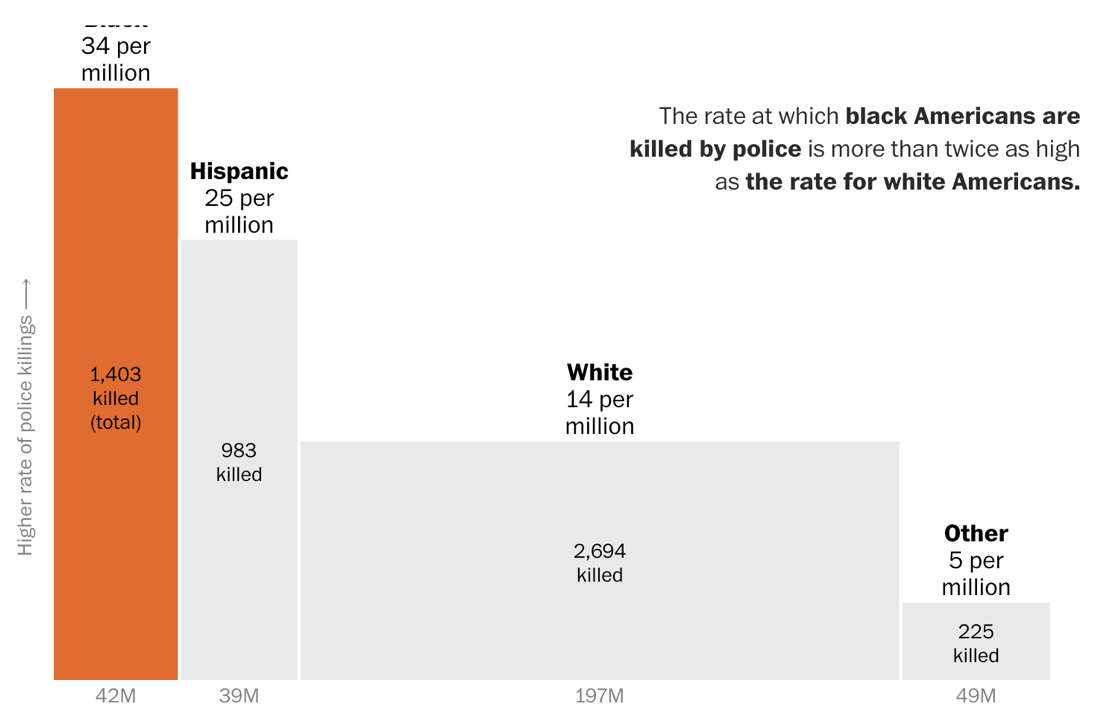 Black
34 per
million
The rate at which black Americans are
killed by police is more than twice as high
as the rate for white Americans.
Hispanic
25 per
million
Higher rate of police killings →
1,403
killed
(total)
983
killed
White
14 per
million
2,694
killed
Other
5 per
million
225
killed
42M
39M
197M
49M